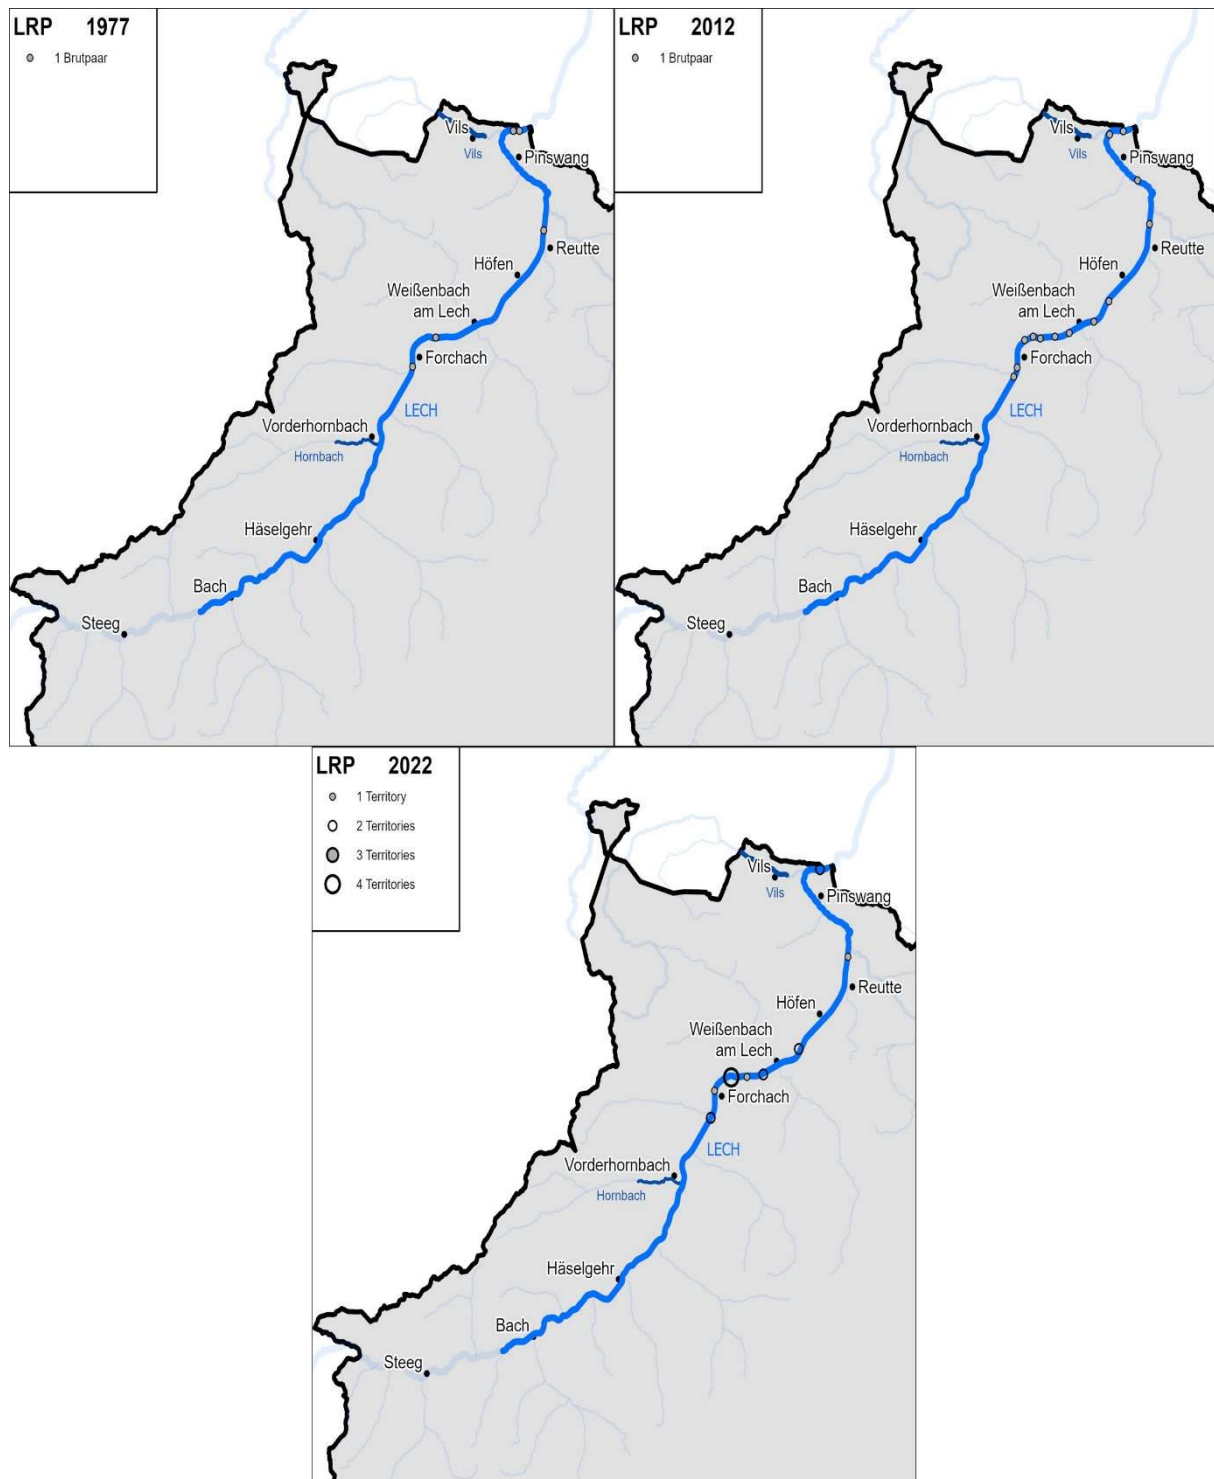 LRP 1977
1 Brutpaar
Vils
Vils
Pinswang
Reutte
Höfen
Weißenbach
am Lech
Forchach
LECH
Vorderhornbach
Hornbach
Häselgehr
Bach
Steeg
LRP 2012
1 Brutpaar
Vils
Vils
Pinswang
Reutte
Höfen
Weißenbach
am Lech
Forchach
LECH
Vorderhornbach
Hornbach
Häselgehr
Bach
Steeg
LRP 2022
1 Territory
2 Territories
3 Territories
4 Territories
Vils
Vils
Pinswang
Reutte
Höfen
Weißenbach
am Lech
Forchach
LECH
Vorderhornbach
Hornbach
Häselgehr
Bach
Steeg